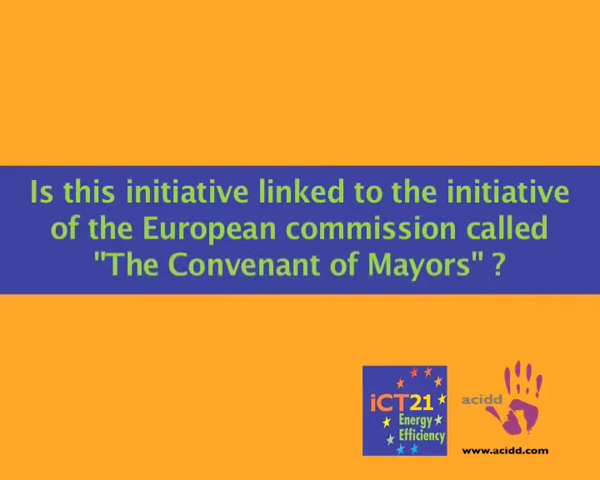 Is this initiative linked to the initiative
of the European commission called
"The Convenant of Mayors" ?
iCT21
Energy
Efficiency
acidd
www.acidd.com